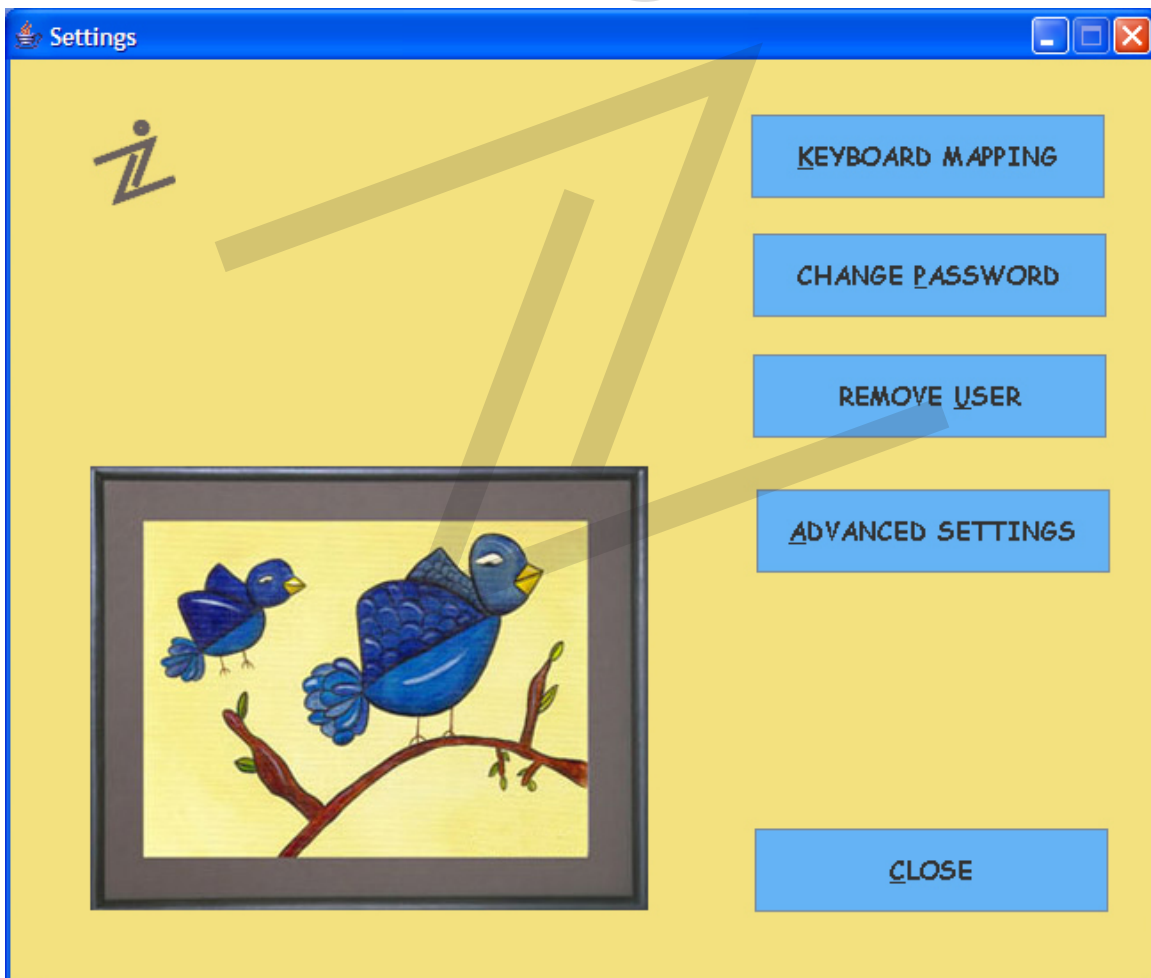 Settings
KEYBOARD MAPPING
CHANGE PASSWORD
REMOVE USER
ADVANCED SETTINGS
CLOSE